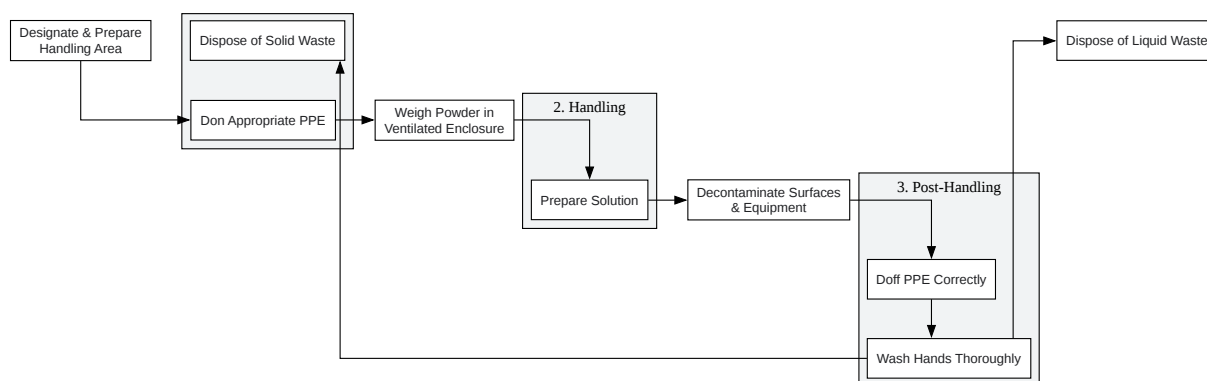 Designate & Prepare
Handling Area
Dispose of Solid Waste
Don Appropriate PPE
Weigh Powder in
Ventilated Enclosure
2. Handling
Prepare Solution
Decontaminate Surfaces
& Equipment
3. Post-Handling
Doff PPE Correctly
Wash Hands Thoroughly
Dispose of Liquid Waste